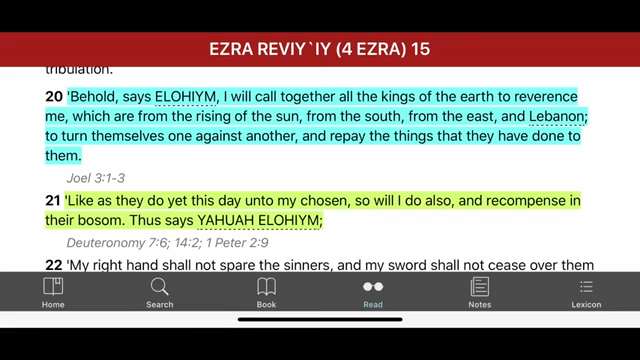 EZRA REVIY`IY (4 EZRA) 15
tribulation.
20 'Behold, says ELOHIYM, I will call together all the kings of the earth to reverence
me, which are from the rising of the sun, from the south, from the east, and Lebanon;
to turn themselves one against another, and repay the things that they have done to
them.
Joel 3:1-3
21 'Like as they do yet this day unto my chosen, so will I do also, and recompense in
their bosom. Thus says YAHUAH ELOHIYM;
Deuteronomy 7:6; 14:2; 1 Peter 2:9
22 'My right hand shall not spare the sinners, and my sword shall not cease over them
Home Search Book Read Notes Lexicon